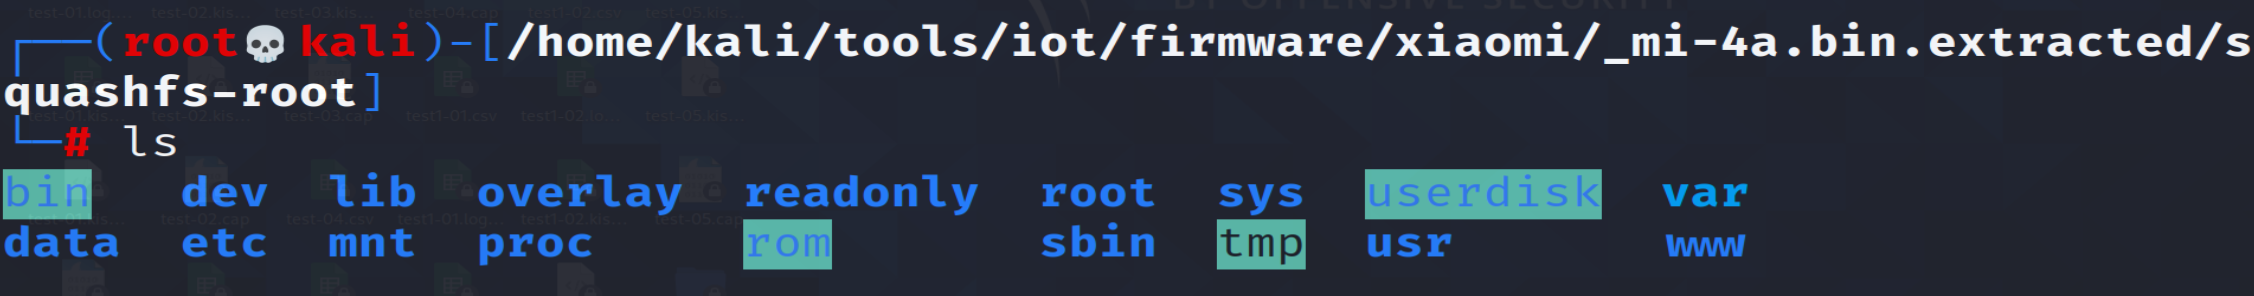 ┌──(root💀kali)-[/home/kali/tools/iot/firmware/xiaomi/_mi-4a.bin.extracted/s
quashfs-root]
└─# ls
bin dev lib overlay readonly root sys userdisk var
data etc mnt proc rom sbin tmp usr www